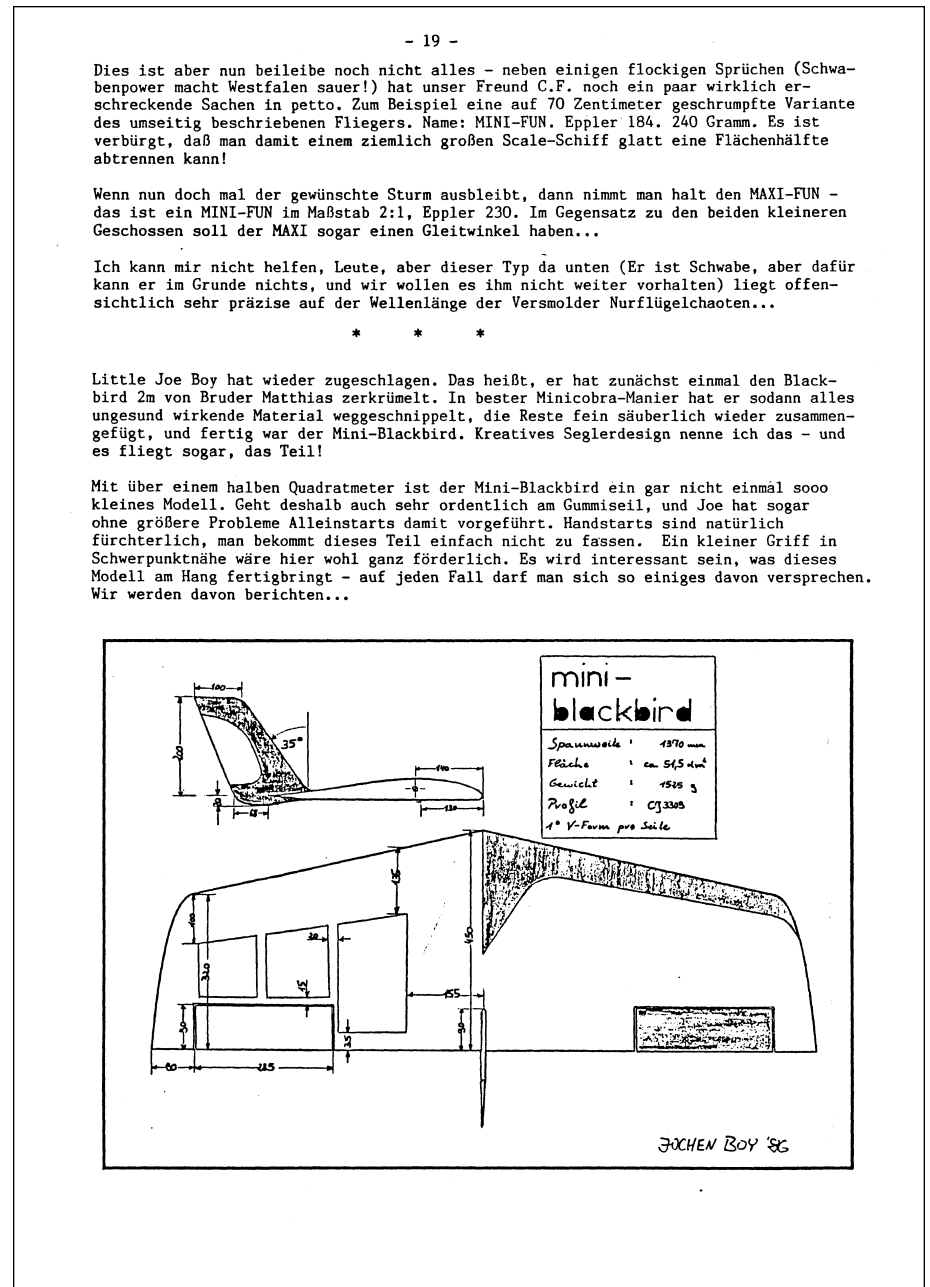 - 19 -
Dies ist aber nun beileibe noch nicht alles - neben einigen flockigen Sprüchen (Schwa-
benpower macht Westfalen sauer!) hat unser Freund C.F. noch ein paar wirklich er-
schreckende Sachen in petto. Zum Beispiel eine auf 70 Zentimeter geschrumpfte Variante
des umseitig beschriebenen Fliegers. Name: MINI-FUN. Eppler 184. 240 Gramm. Es ist
verbürgt, daß man damit einem ziemlich großen Scale-Schiff glatt eine Flächenhälfte
abtrennen kann!
Wenn nun doch mal der gewünschte Sturm ausbleibt, dann nimmt man halt den MAXI-FUN -
das ist ein MINI-FUN im Maßstab 2:1, Eppler 230. Im Gegensatz zu den beiden kleineren
Geschossen soll der MAXI sogar einen Gleitwinkel haben...
Ich kann mir nicht helfen, Leute, aber dieser Typ da unten (Er ist Schwabe, aber dafür
kann er im Grunde nichts, und wir wollen es ihm nicht weiter vorhalten) liegt offen-
sichtlich sehr präzise auf der Wellenlänge der Versmolder Nurflügelchaoten...
* * *
Little Joe Boy hat wieder zugeschlagen. Das heißt, er hat zunächst einmal den Black-
bird 2m von Bruder Matthias zerkrümelt. In bester Minicobra-Manier hat er sodann alles
ungesund wirkende Material weggeschnippelt, die Reste fein säuberlich wieder zusammen-
gefügt, und fertig war der Mini-Blackbird. Kreatives Seglerdesign nenne ich das - und
es fliegt sogar, das Teil!
Mit über einem halben Quadratmeter ist der Mini-Blackbird ein gar nicht einmal sooo
kleines Modell. Geht deshalb auch sehr ordentlich am Gummiseil, und Joe hat sogar
ohne größere Probleme Alleinstarts damit vorgeführt. Handstarts sind natürlich
fürchterlich, man bekommt dieses Teil einfach nicht zu fassen. Ein kleiner Griff in
Schwerpunktnähe wäre hier wohl ganz förderlich. Es wird interessant sein, was dieses
Modell am Hang fertigbringt - auf jeden Fall darf man sich so einiges davon versprechen.
Wir werden davon berichten...
mini-
blackbird
Spannweite : 1370 mm
Fläche : ca. 51,5 dm²
Gewicht : 1525 g
Profil : CJ3309
1° V-Form pro Seite
100
200
35°
140
130
135
100
320
20
450
15
155
90
90
35
285
JOCHEN BOY '86